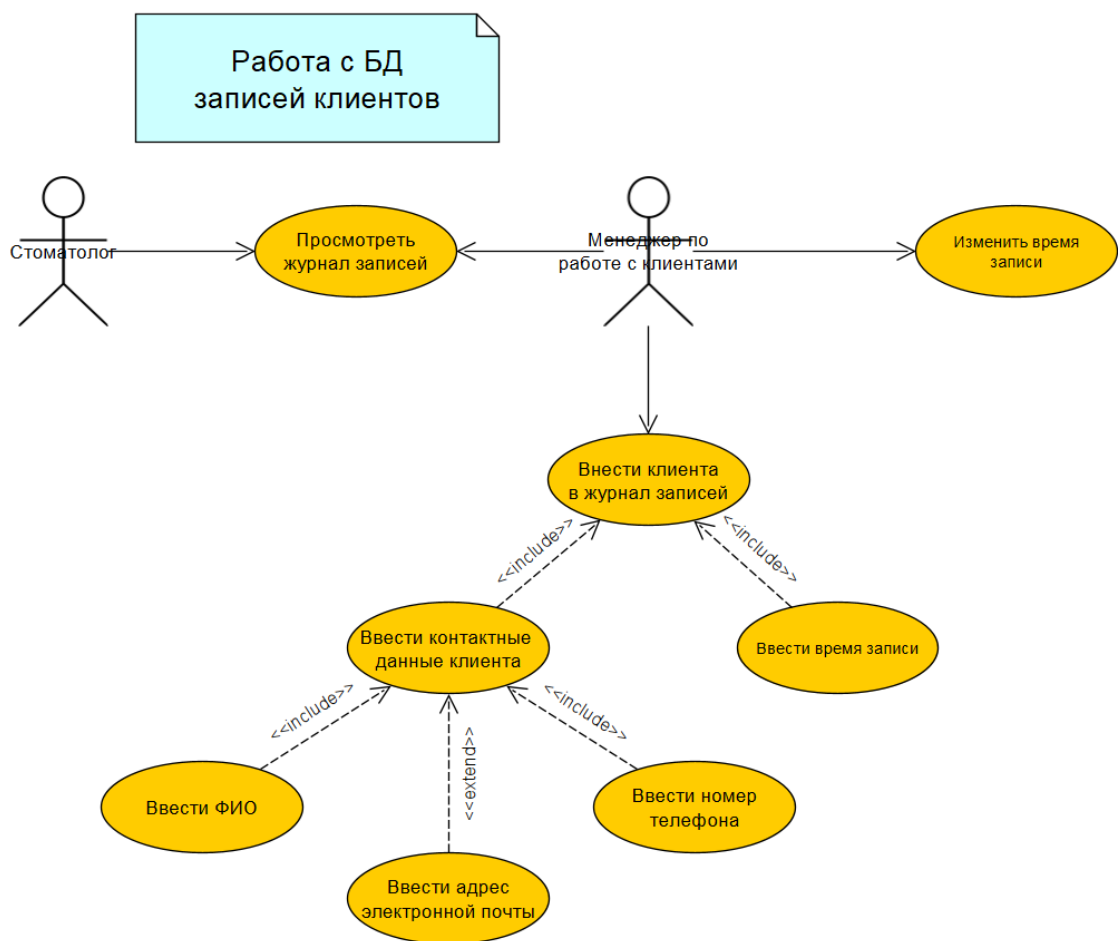 Работа с БД
записей клиентов
Стоматолог
Просмотреть
журнал записей
Менеджер по
работе с клиентами
Изменить время
записи
Внести клиента
в журнал записей
<<include>>
<<include>>
Ввести контактные
данные клиента
Ввести время записи
<<include>>
<<extend>>
<<include>>
Ввести ФИО
Ввести номер
телефона
Ввести адрес
электронной почты